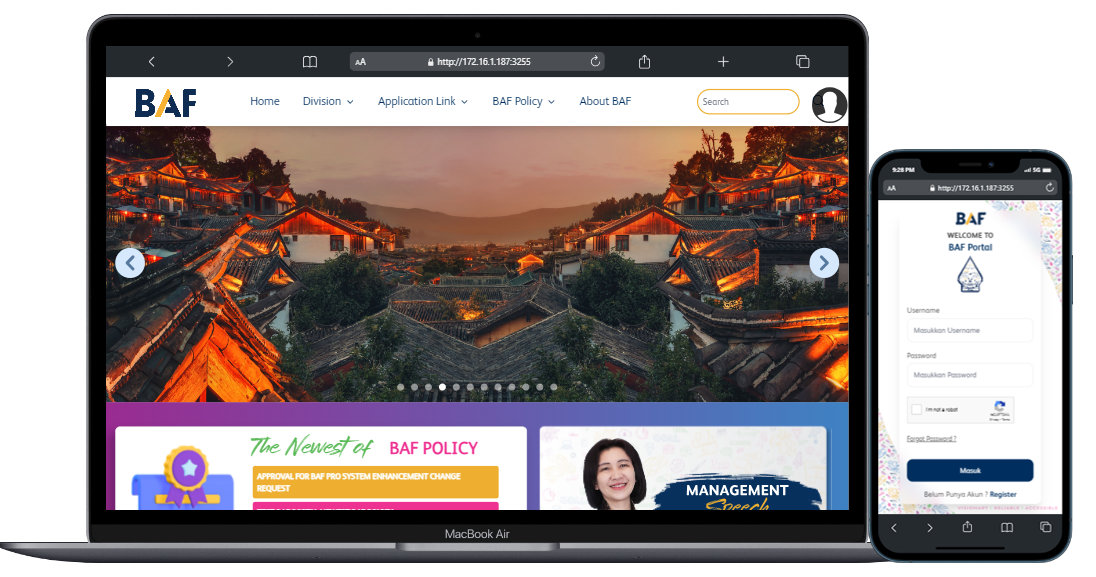 AA
http://172.16.1.187:3255
BAF
Home
Division
Application Link
BAF Policy
About BAF
Search
The Newest of BAF POLICY
APPROVAL FOR BAF PRO SYSTEM ENHANCEMENT CHANGE
REQUEST
MANAGEMENT
Speech
MacBook Air
9:28 PM
5G
AA
http://172.16.1.187:3255
BAF
WELCOME TO
BAF Portal
Username
Masukkan Username
Password
Masukkan Password
I'm not a robot
reCAPTCHA
Privacy - Terms
Forgot Password ?
Masuk
Belum Punya Akun ? Register